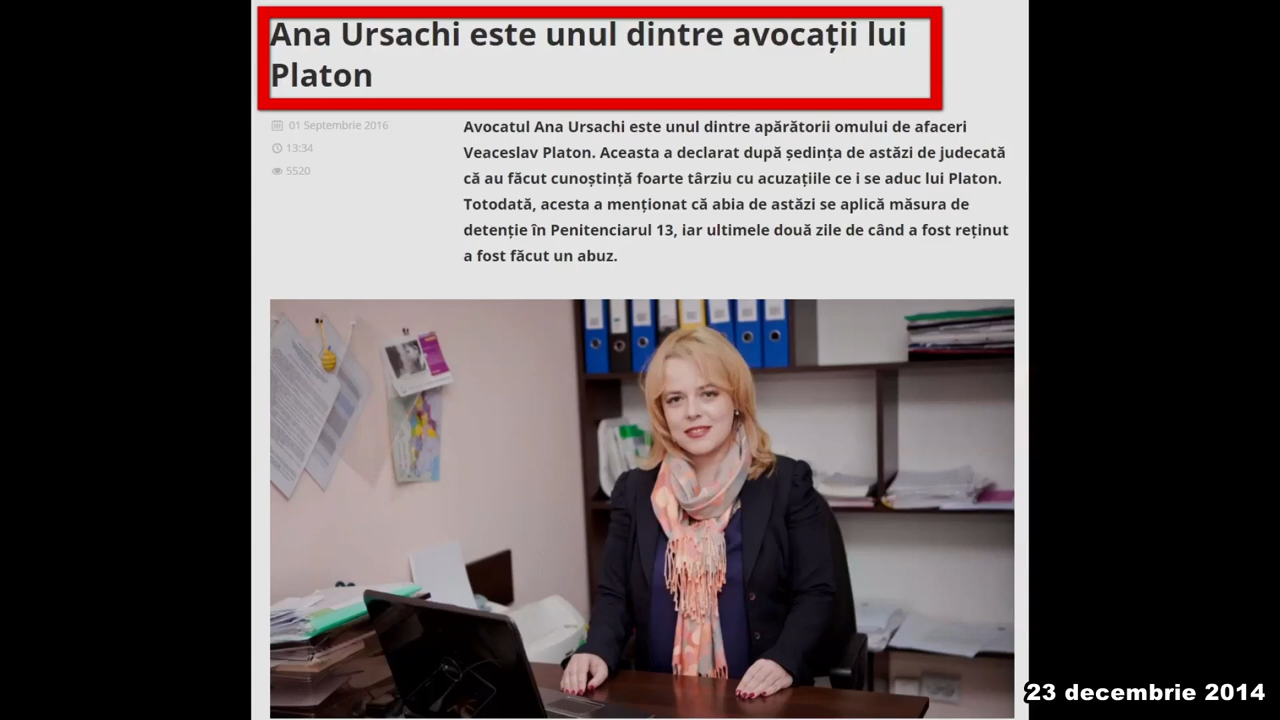 Ana Ursachi este unul dintre avocații lui
Platon
01 Septembrie 2016
13:34
5520
Avocatul Ana Ursachi este unul dintre apărătorii omului de afaceri
Veaceslav Platon. Aceasta a declarat după ședința de astăzi de judecată
că au făcut cunoștință foarte târziu cu acuzațiile ce i se aduc lui Platon.
Totodată, acesta a menționat că abia de astăzi se aplică măsura de
detenție în Penitenciarul 13, iar ultimele două zile de când a fost reținut
a fost făcut un abuz.
23 decembrie 2014